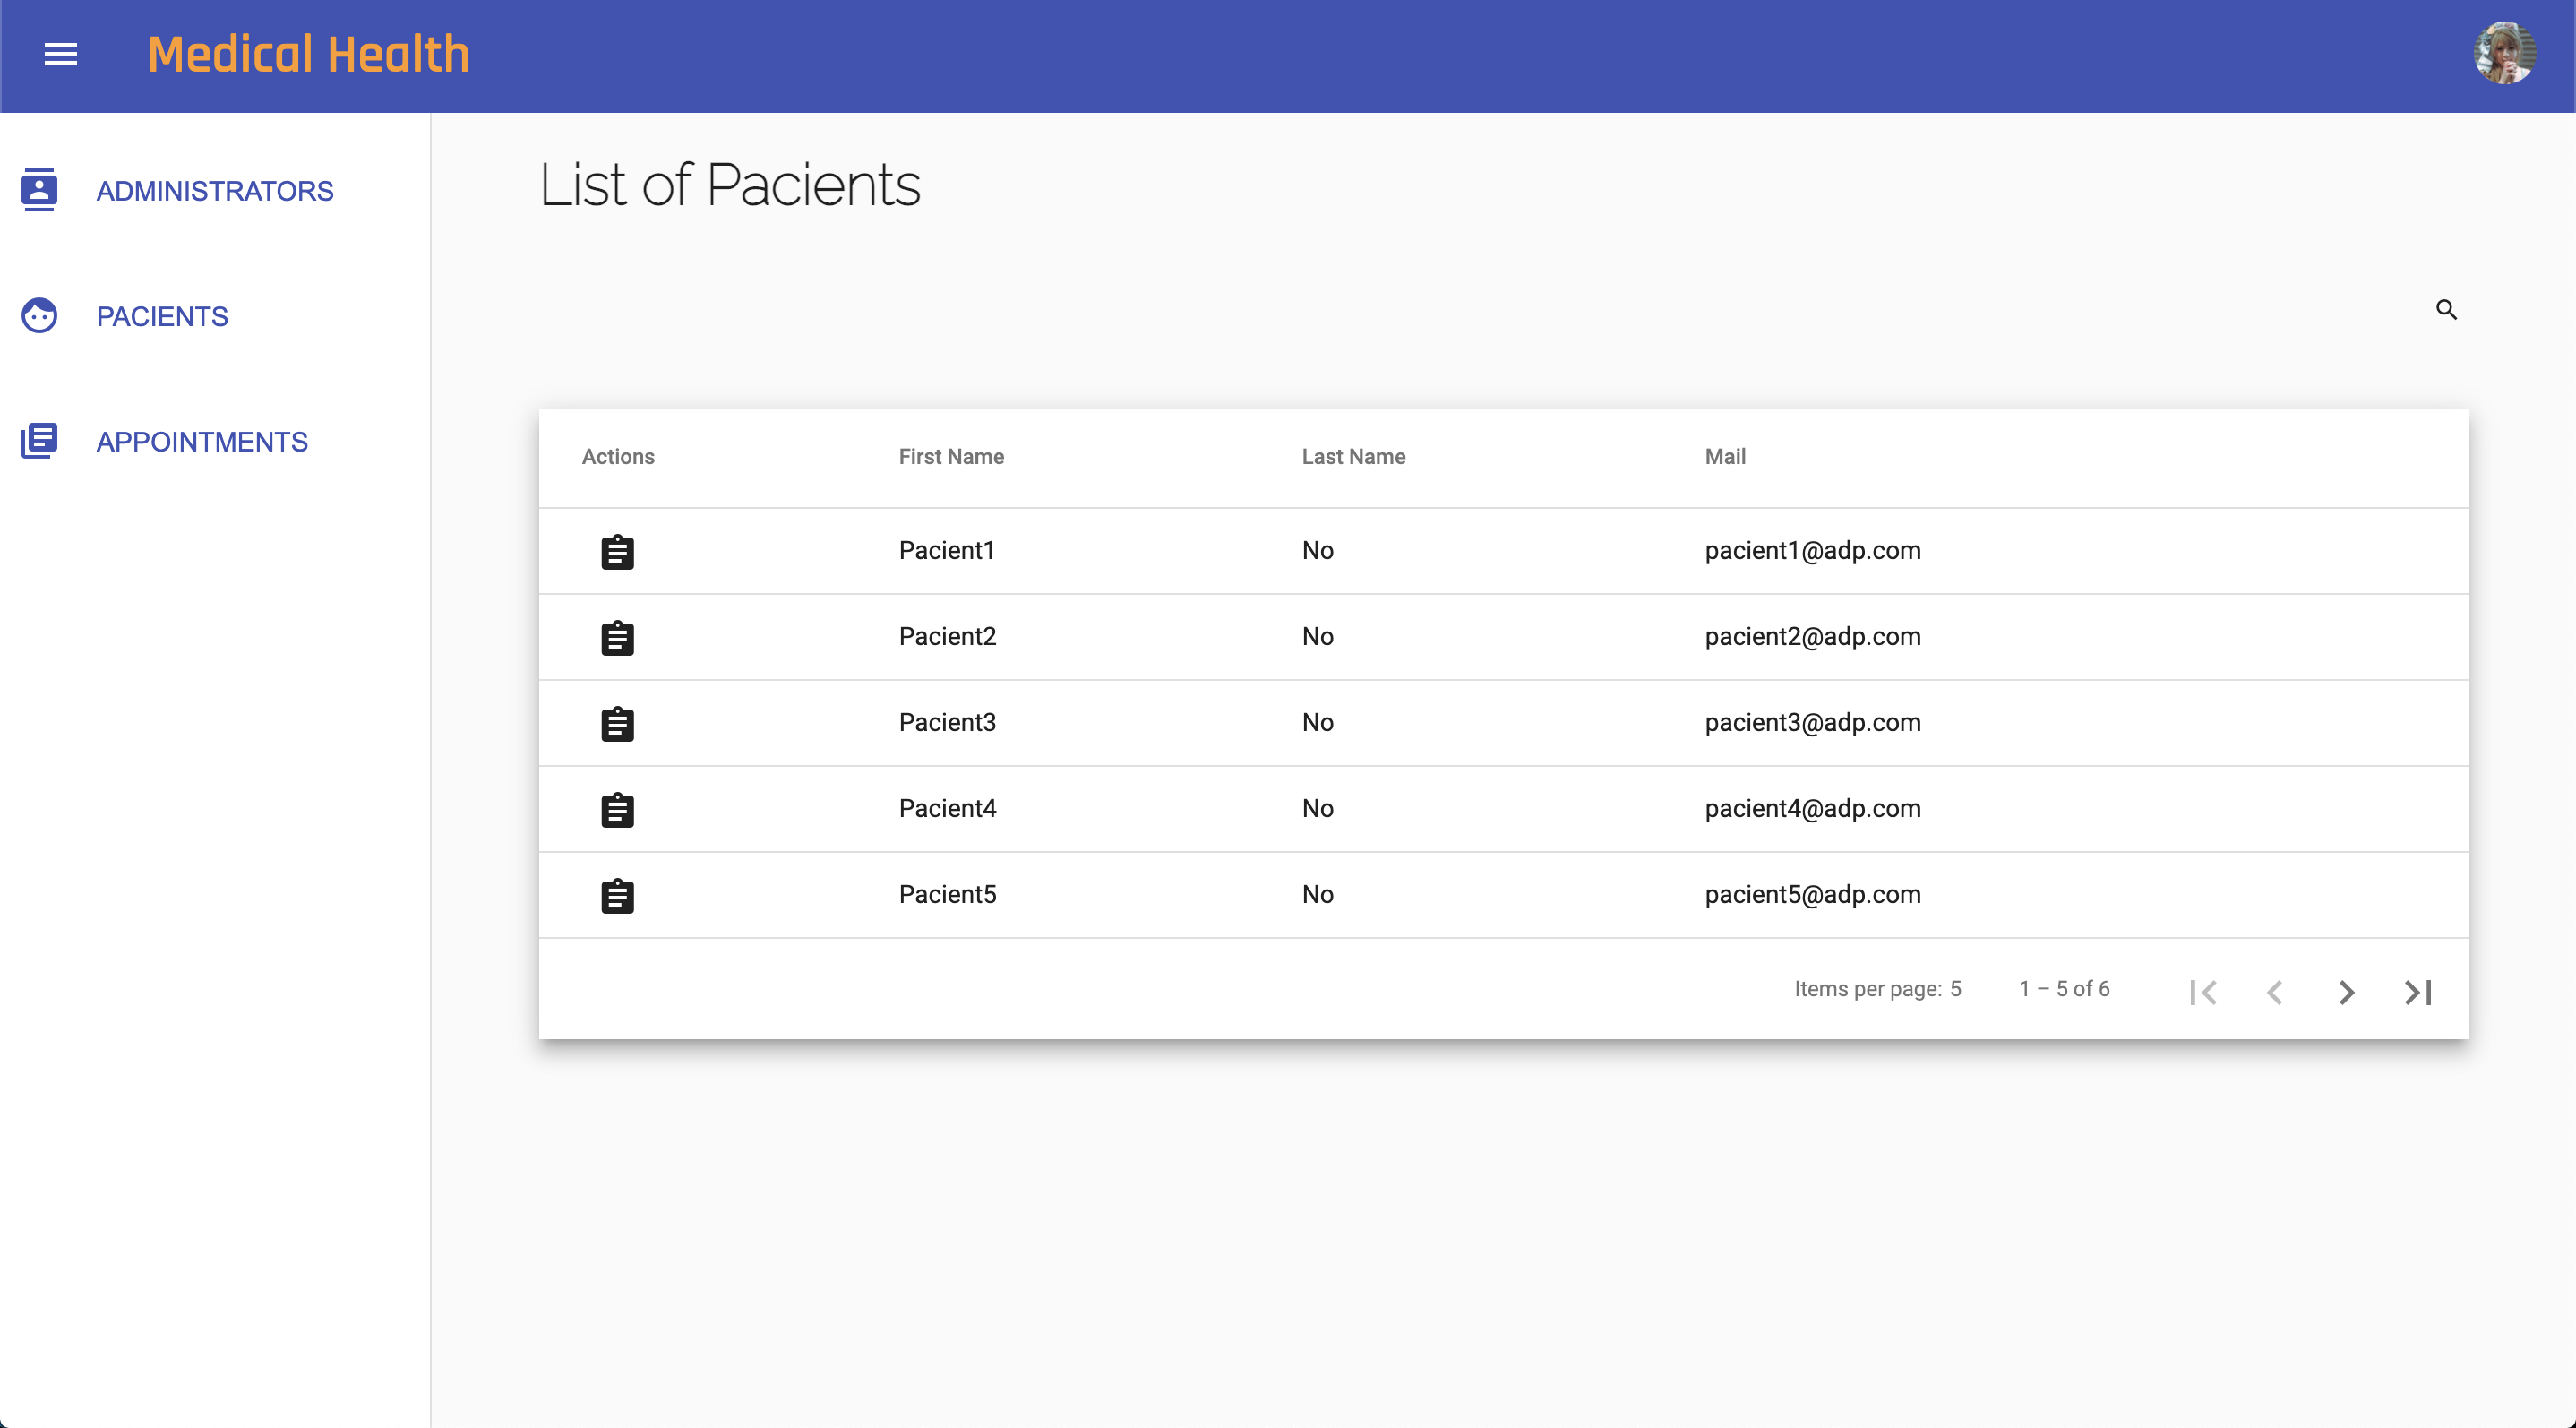 Medical Health
ADMINISTRATORS
PACIENTS
APPOINTMENTS
List of Pacients
Actions First Name Last Name Mail
Pacient1 No pacient1@adp.com
Pacient2 No pacient2@adp.com
Pacient3 No pacient3@adp.com
Pacient4 No pacient4@adp.com
Pacient5 No pacient5@adp.com
Items per page: 5 1 – 5 of 6